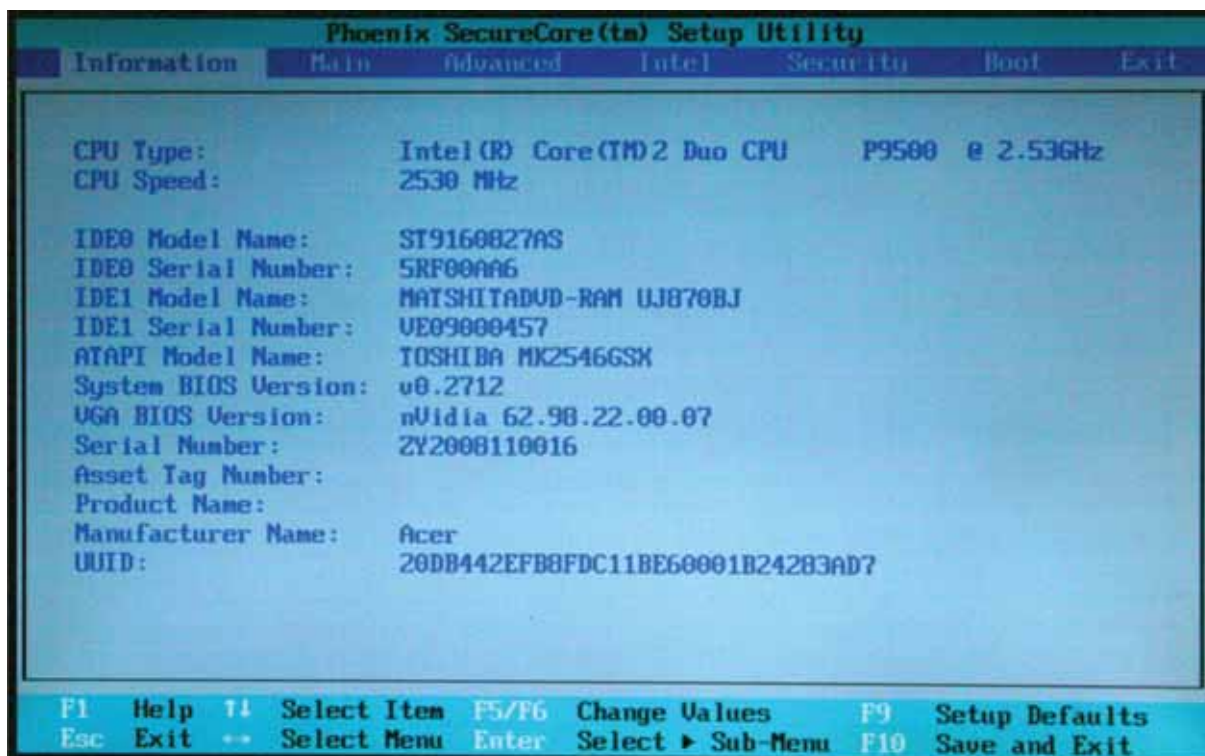 Phoenix SecureCore(tm) Setup Utility
Information Main Advanced Intel Security Boot Exit
CPU Type: Intel(R) Core(TM)2 Duo CPU P9500 @ 2.53GHz
CPU Speed: 2530 MHz
IDE0 Model Name: ST9160827AS
IDE0 Serial Number: 5RF00AA6
IDE1 Model Name: MATSHITADVD-RAM UJ870BJ
IDE1 Serial Number: VE09000457
ATAPI Model Name: TOSHIBA MK2546GSX
System BIOS Version: v0.2712
VGA BIOS Version: nVidia 62.98.22.00.07
Serial Number: ZY2008110016
Asset Tag Number:
Product Name:
Manufacturer Name: Acer
UUID: 20DB442EFB8FDC11BE60001B24283AD7
F1 Help ↑↓ Select Item F5/F6 Change Values F9 Setup Defaults
Esc Exit ↔ Select Menu Enter Select ▶ Sub-Menu F10 Save and Exit